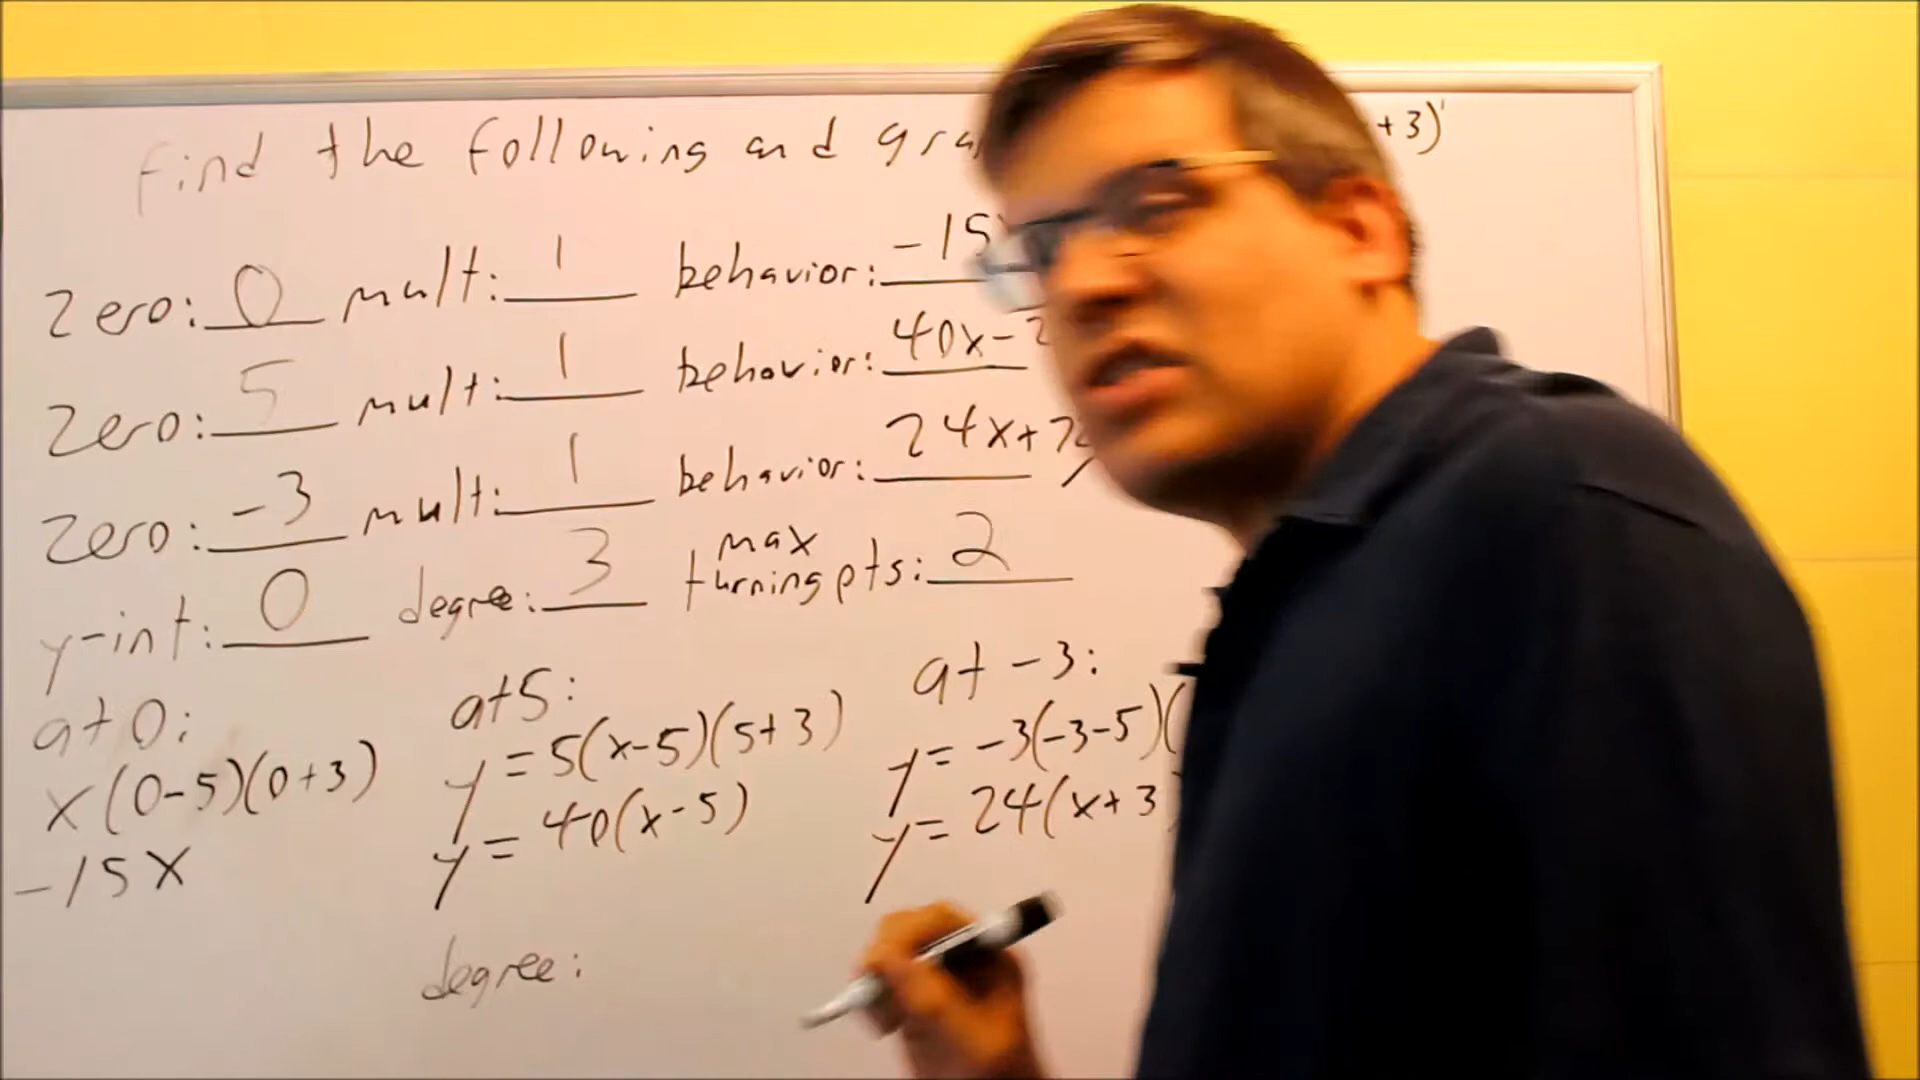 Find the following and gra +3)'
Zero: 0 mult: 1 behavior: -15
Zero: 5 mult: 1 behavior: 40x-2
Zero: -3 mult: 1 behavior: 24x+72
y-int: 0 degree: 3 max turning pts: 2
at 0:
x(0-5)(0+3)
-15x
at 5:
y=5(x-5)(5+3)
y=40(x-5)
at -3:
y=-3(-3-5)(
y=24(x+3
degree: